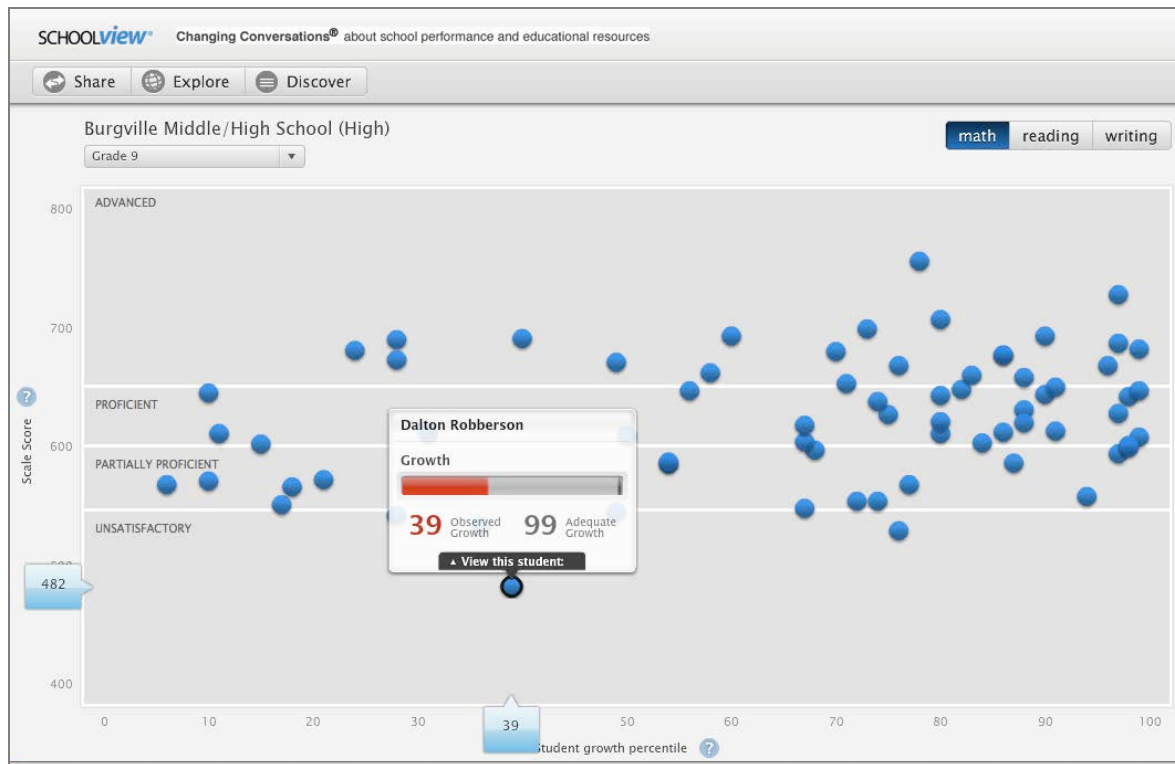 SCHOOLVIEW® Changing Conversations® about school performance and educational resources
Share Explore Discover
Burgville Middle/High School (High)
Grade 9
math reading writing
800
ADVANCED
700
PROFICIENT
600
PARTIALLY PROFICIENT
UNSATISFACTORY
500
482
400
? Scale Score
Dalton Robberson
Growth
39 Observed Growth 99 Adequate Growth
▲ View this student:
0 10 20 30 39 50 60 70 80 90 100
Student growth percentile ?